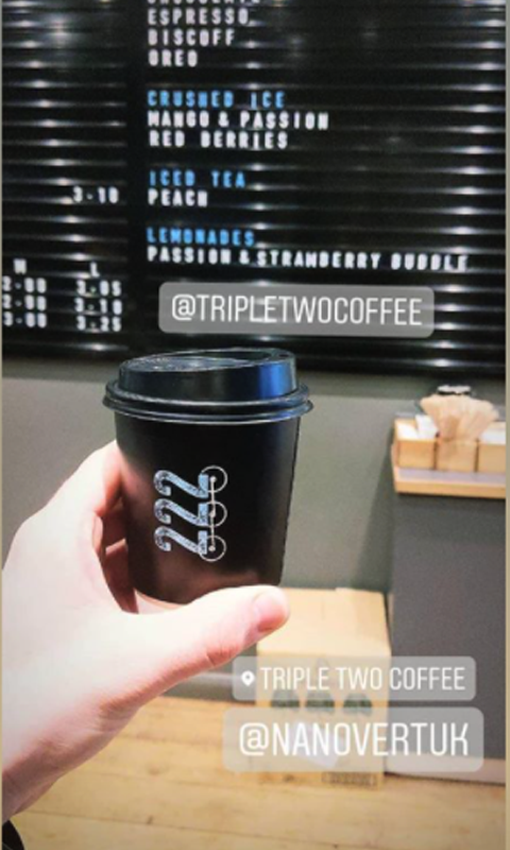 ESPRESSO
BISCOFF
OREO
CRUSHED ICE
MANGO & PASSION
RED BERRIES
ICED TEA
3-10 PEACH
LEMONADES
PASSION & STRAWBERRY BUBBLE
M L
3-05
3-10
3-25
@TRIPLETWOCOFFEE
222
TRIPLE TWO COFFEE
@NANOVERTUK